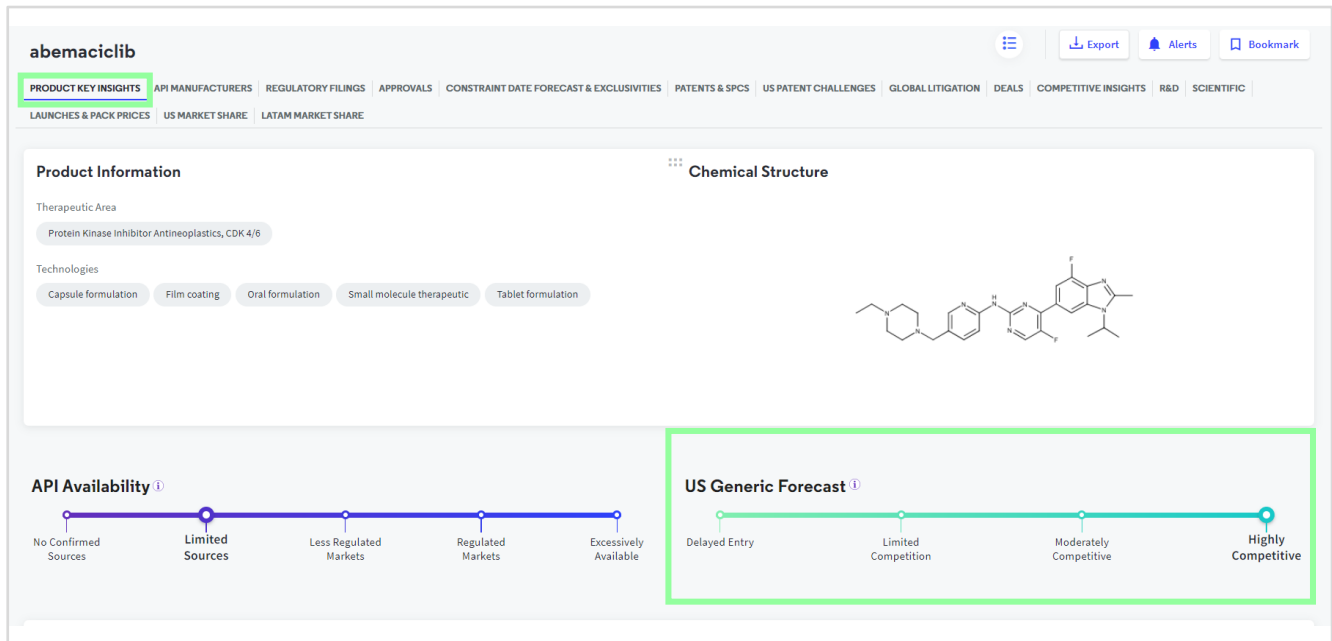 abemaciclib
Export
Alerts
Bookmark
PRODUCT KEY INSIGHTS
API MANUFACTURERS
REGULATORY FILINGS
APPROVALS
CONSTRAINT DATE FORECAST & EXCLUSIVITIES
PATENTS & SPCS
US PATENT CHALLENGES
GLOBAL LITIGATION
DEALS
COMPETITIVE INSIGHTS
R&D
SCIENTIFIC
LAUNCHES & PACK PRICES
US MARKET SHARE
LATAM MARKET SHARE
Product Information
Therapeutic Area
Protein Kinase Inhibitor Antineoplastics, CDK 4/6
Technologies
Capsule formulation
Film coating
Oral formulation
Small molecule therapeutic
Tablet formulation
Chemical Structure
F
N
H
N
N
N
N
N
N
N
F
API Availability i
No Confirmed
Sources
Limited
Sources
Less Regulated
Markets
Regulated
Markets
Excessively
Available
US Generic Forecast i
Delayed Entry
Limited
Competition
Moderately
Competitive
Highly
Competitive